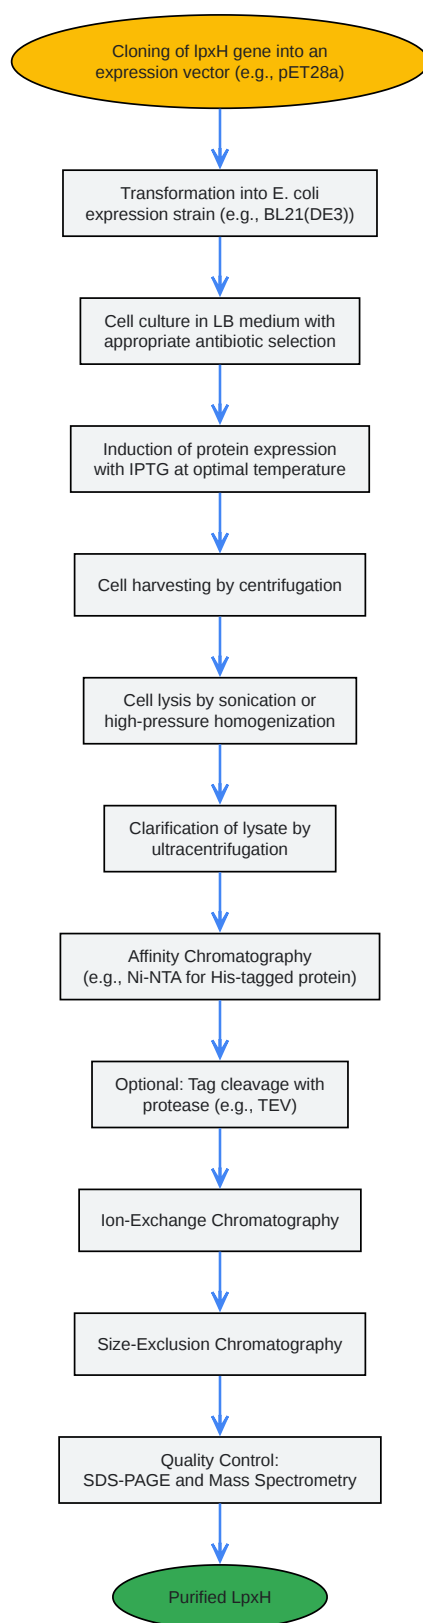 Cloning of lpxH gene into an
expression vector (e.g., pET28a)
Transformation into E. coli
expression strain (e.g., BL21(DE3))
Cell culture in LB medium with
appropriate antibiotic selection
Induction of protein expression
with IPTG at optimal temperature
Cell harvesting by centrifugation
Cell lysis by sonication or
high-pressure homogenization
Clarification of lysate by
ultracentrifugation
Affinity Chromatography
(e.g., Ni-NTA for His-tagged protein)
Optional: Tag cleavage with
protease (e.g., TEV)
Ion-Exchange Chromatography
Size-Exclusion Chromatography
Quality Control:
SDS-PAGE and Mass Spectrometry
Purified LpxH